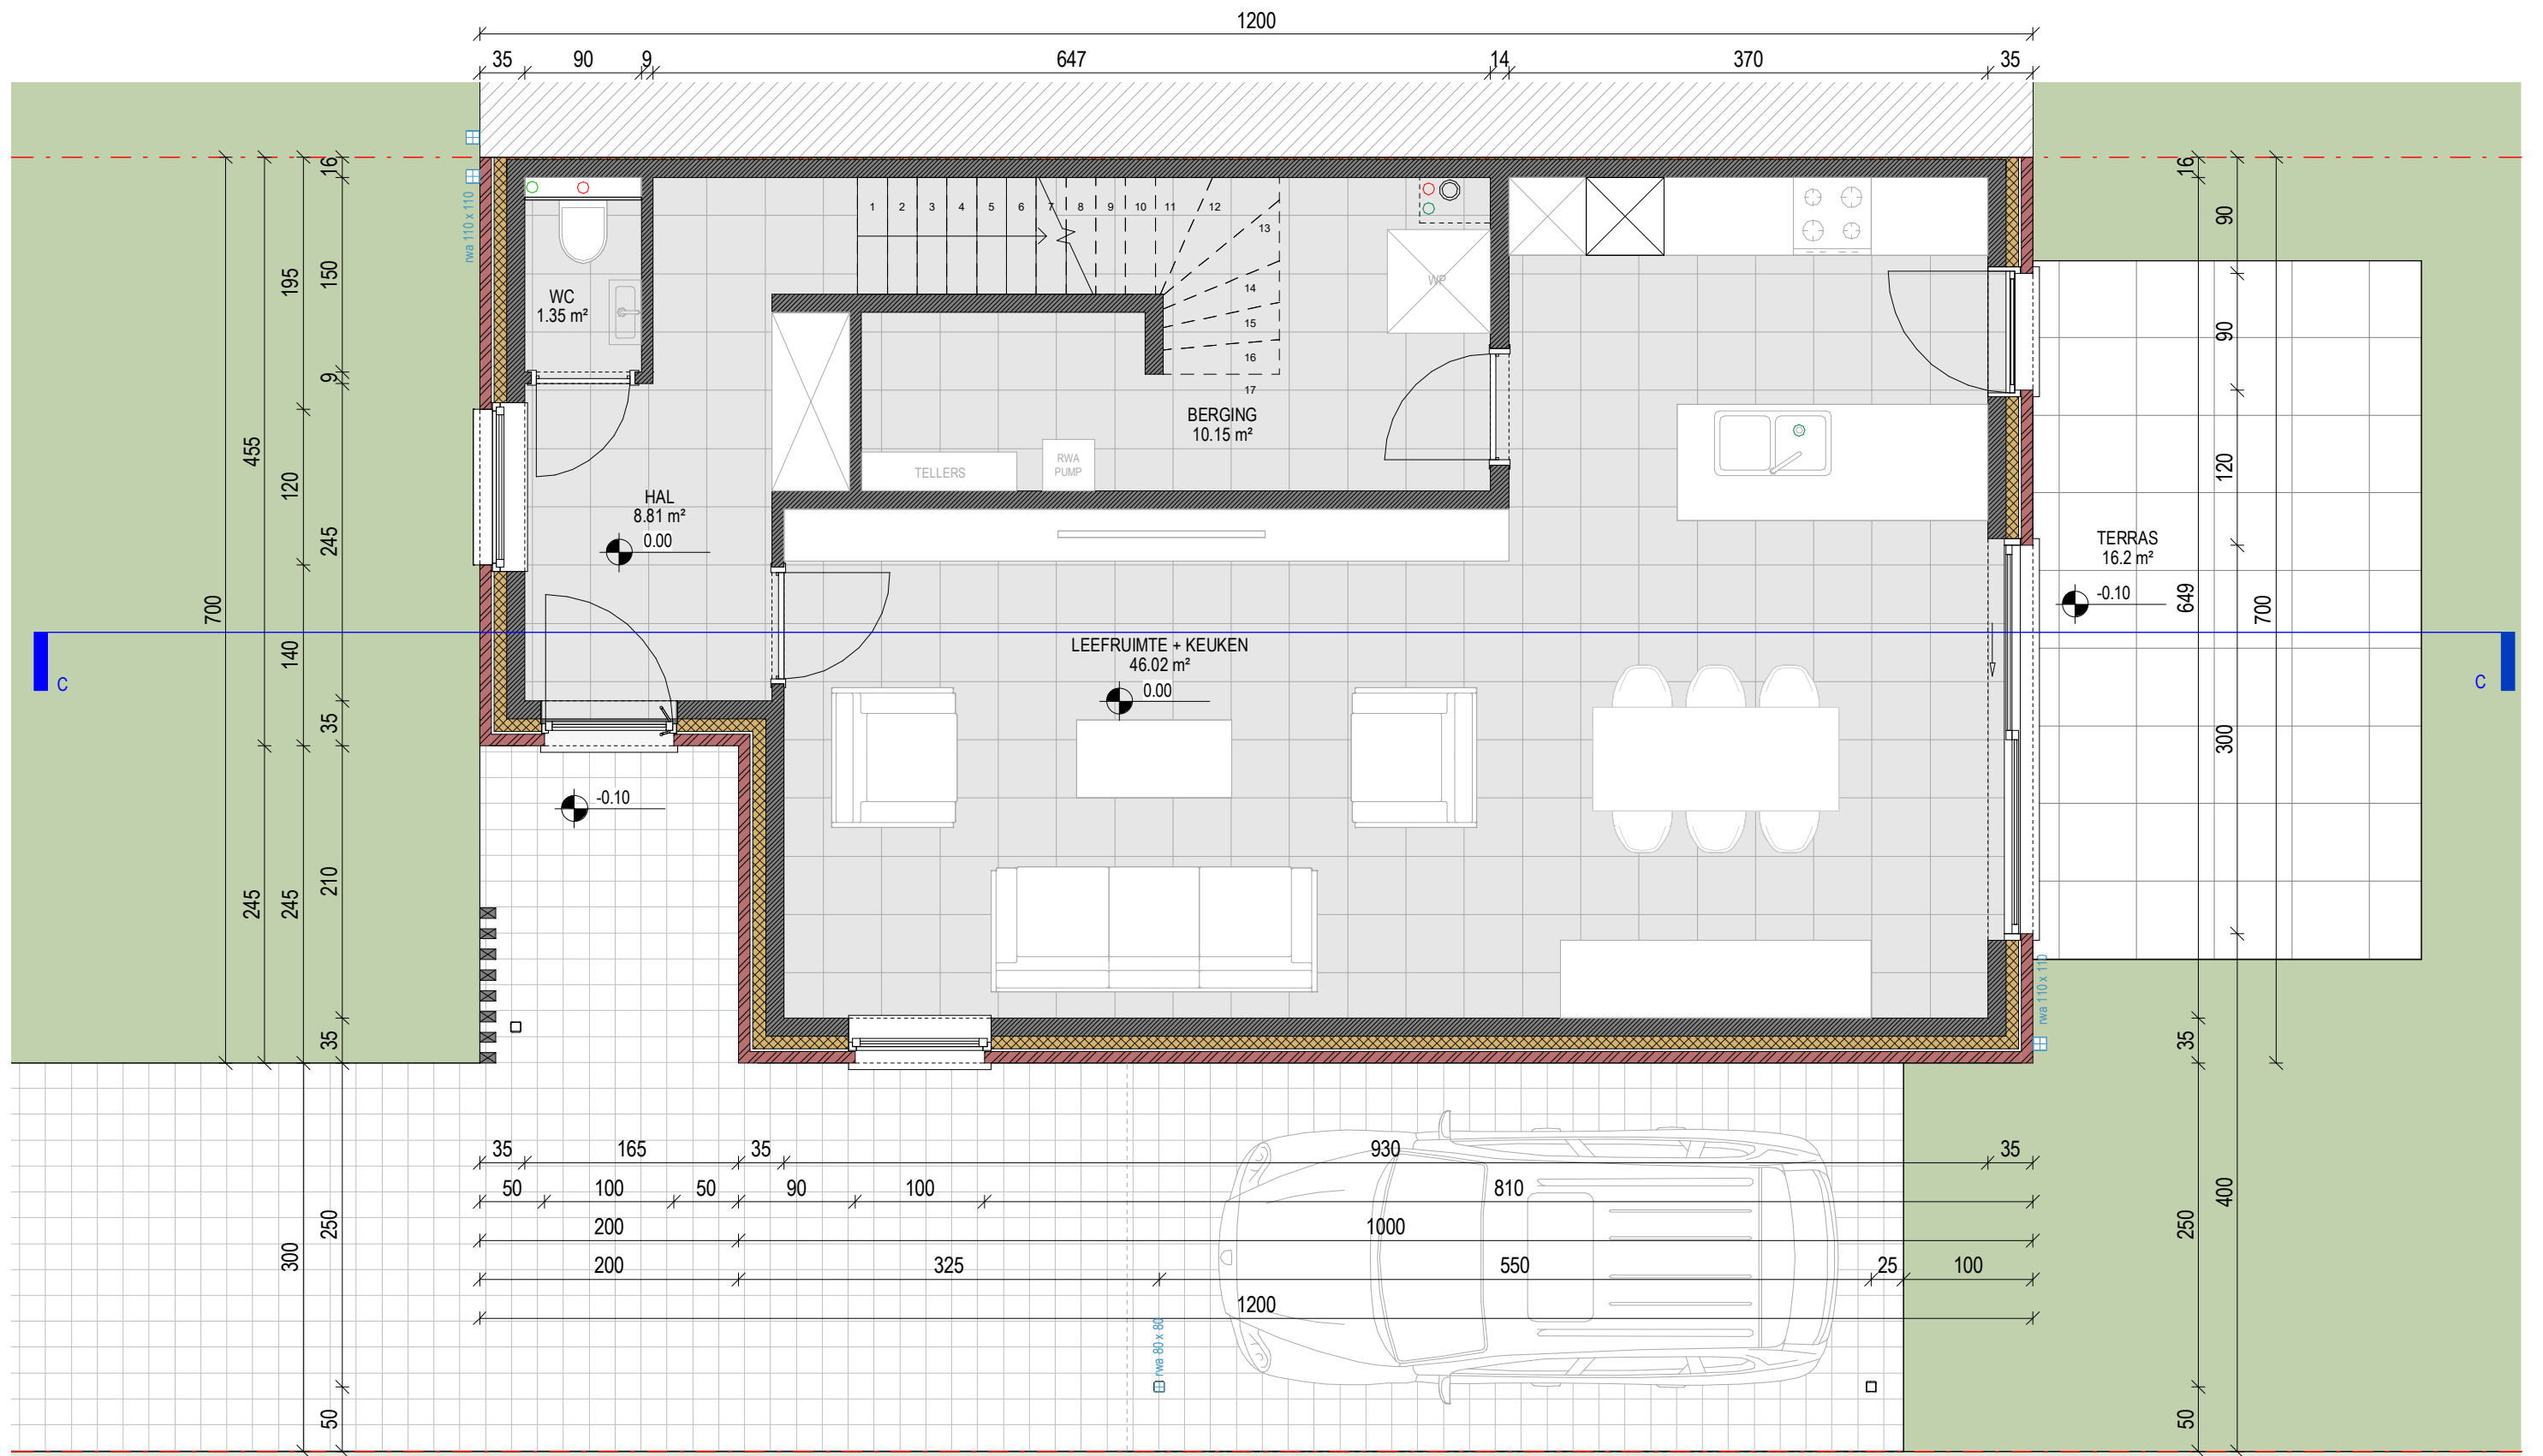 1200
35 90 9 647 14 370 35
rwa 110 x 110
16
150
9
245
35
210
35
250
50
195
120
140
245
300
455
245
700
1 2 3 4 5 6 7 8 9 10 11 12
13
14
15
16
17
WC
1.35 m²
WP
BERGING
10.15 m²
TELLERS
RWA
PUMP
HAL
8.81 m²
0.00
LEEFRUIMTE + KEUKEN
46.02 m²
0.00
-0.10
TERRAS
16.2 m²
-0.10
C
C
16
649
35
250
50
90
90
120
300
400
700
rwa 110 x 110
35 165 35 930 35
50 100 50 90 100 810
200 1000
200 325 550 25 100
1200
rwa 80 x 80